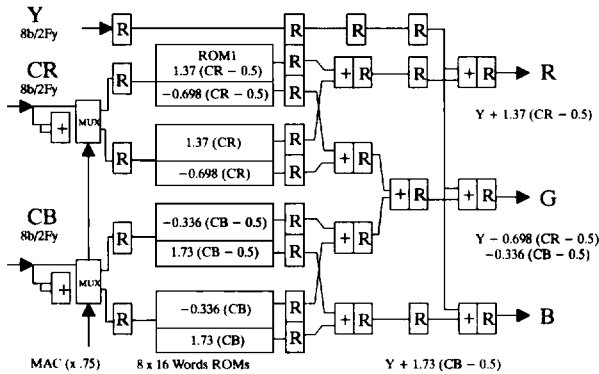 Y
8b/2Fy
R
R
R
R
CR
8b/2Fy
+
MUX
R
ROM1
1.37 (CR – 0.5)
–0.698 (CR – 0.5)
R
R
+ R
R
+ R
R
Y + 1.37 (CR – 0.5)
R
1.37 (CR)
–0.698 (CR)
R
R
+ R
+ R
+ R
G
Y – 0.698 (CR – 0.5)
–0.336 (CB – 0.5)
CB
8b/2Fy
+
MUX
R
–0.336 (CB – 0.5)
1.73 (CB – 0.5)
R
R
+ R
R
–0.336 (CB)
1.73 (CB)
R
R
+ R
R
+ R
B
MAC (x .75)
8 x 16 Words ROMs
Y + 1.73 (CB – 0.5)